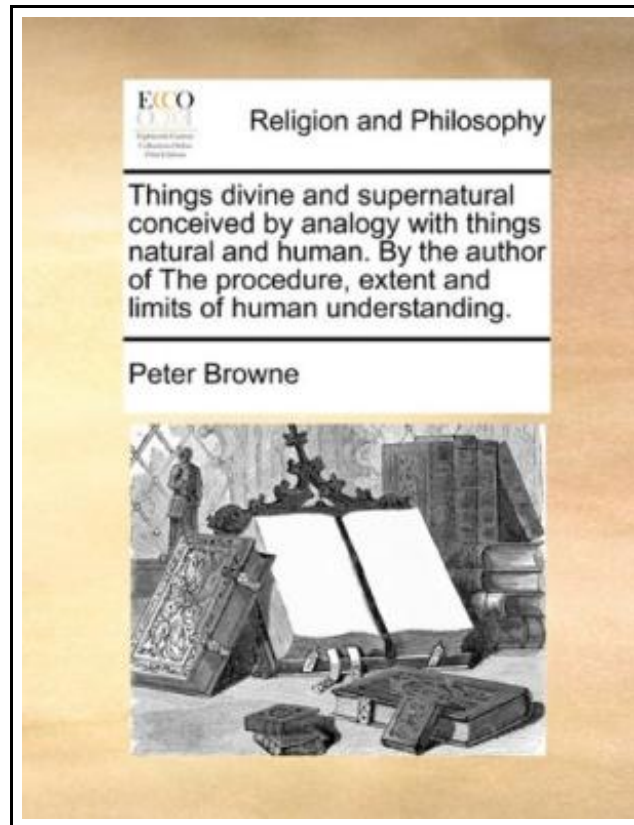 ECCO
Religion and Philosophy
Things divine and supernatural
conceived by analogy with things
natural and human. By the author
of The procedure, extent and
limits of human understanding.
Peter Browne